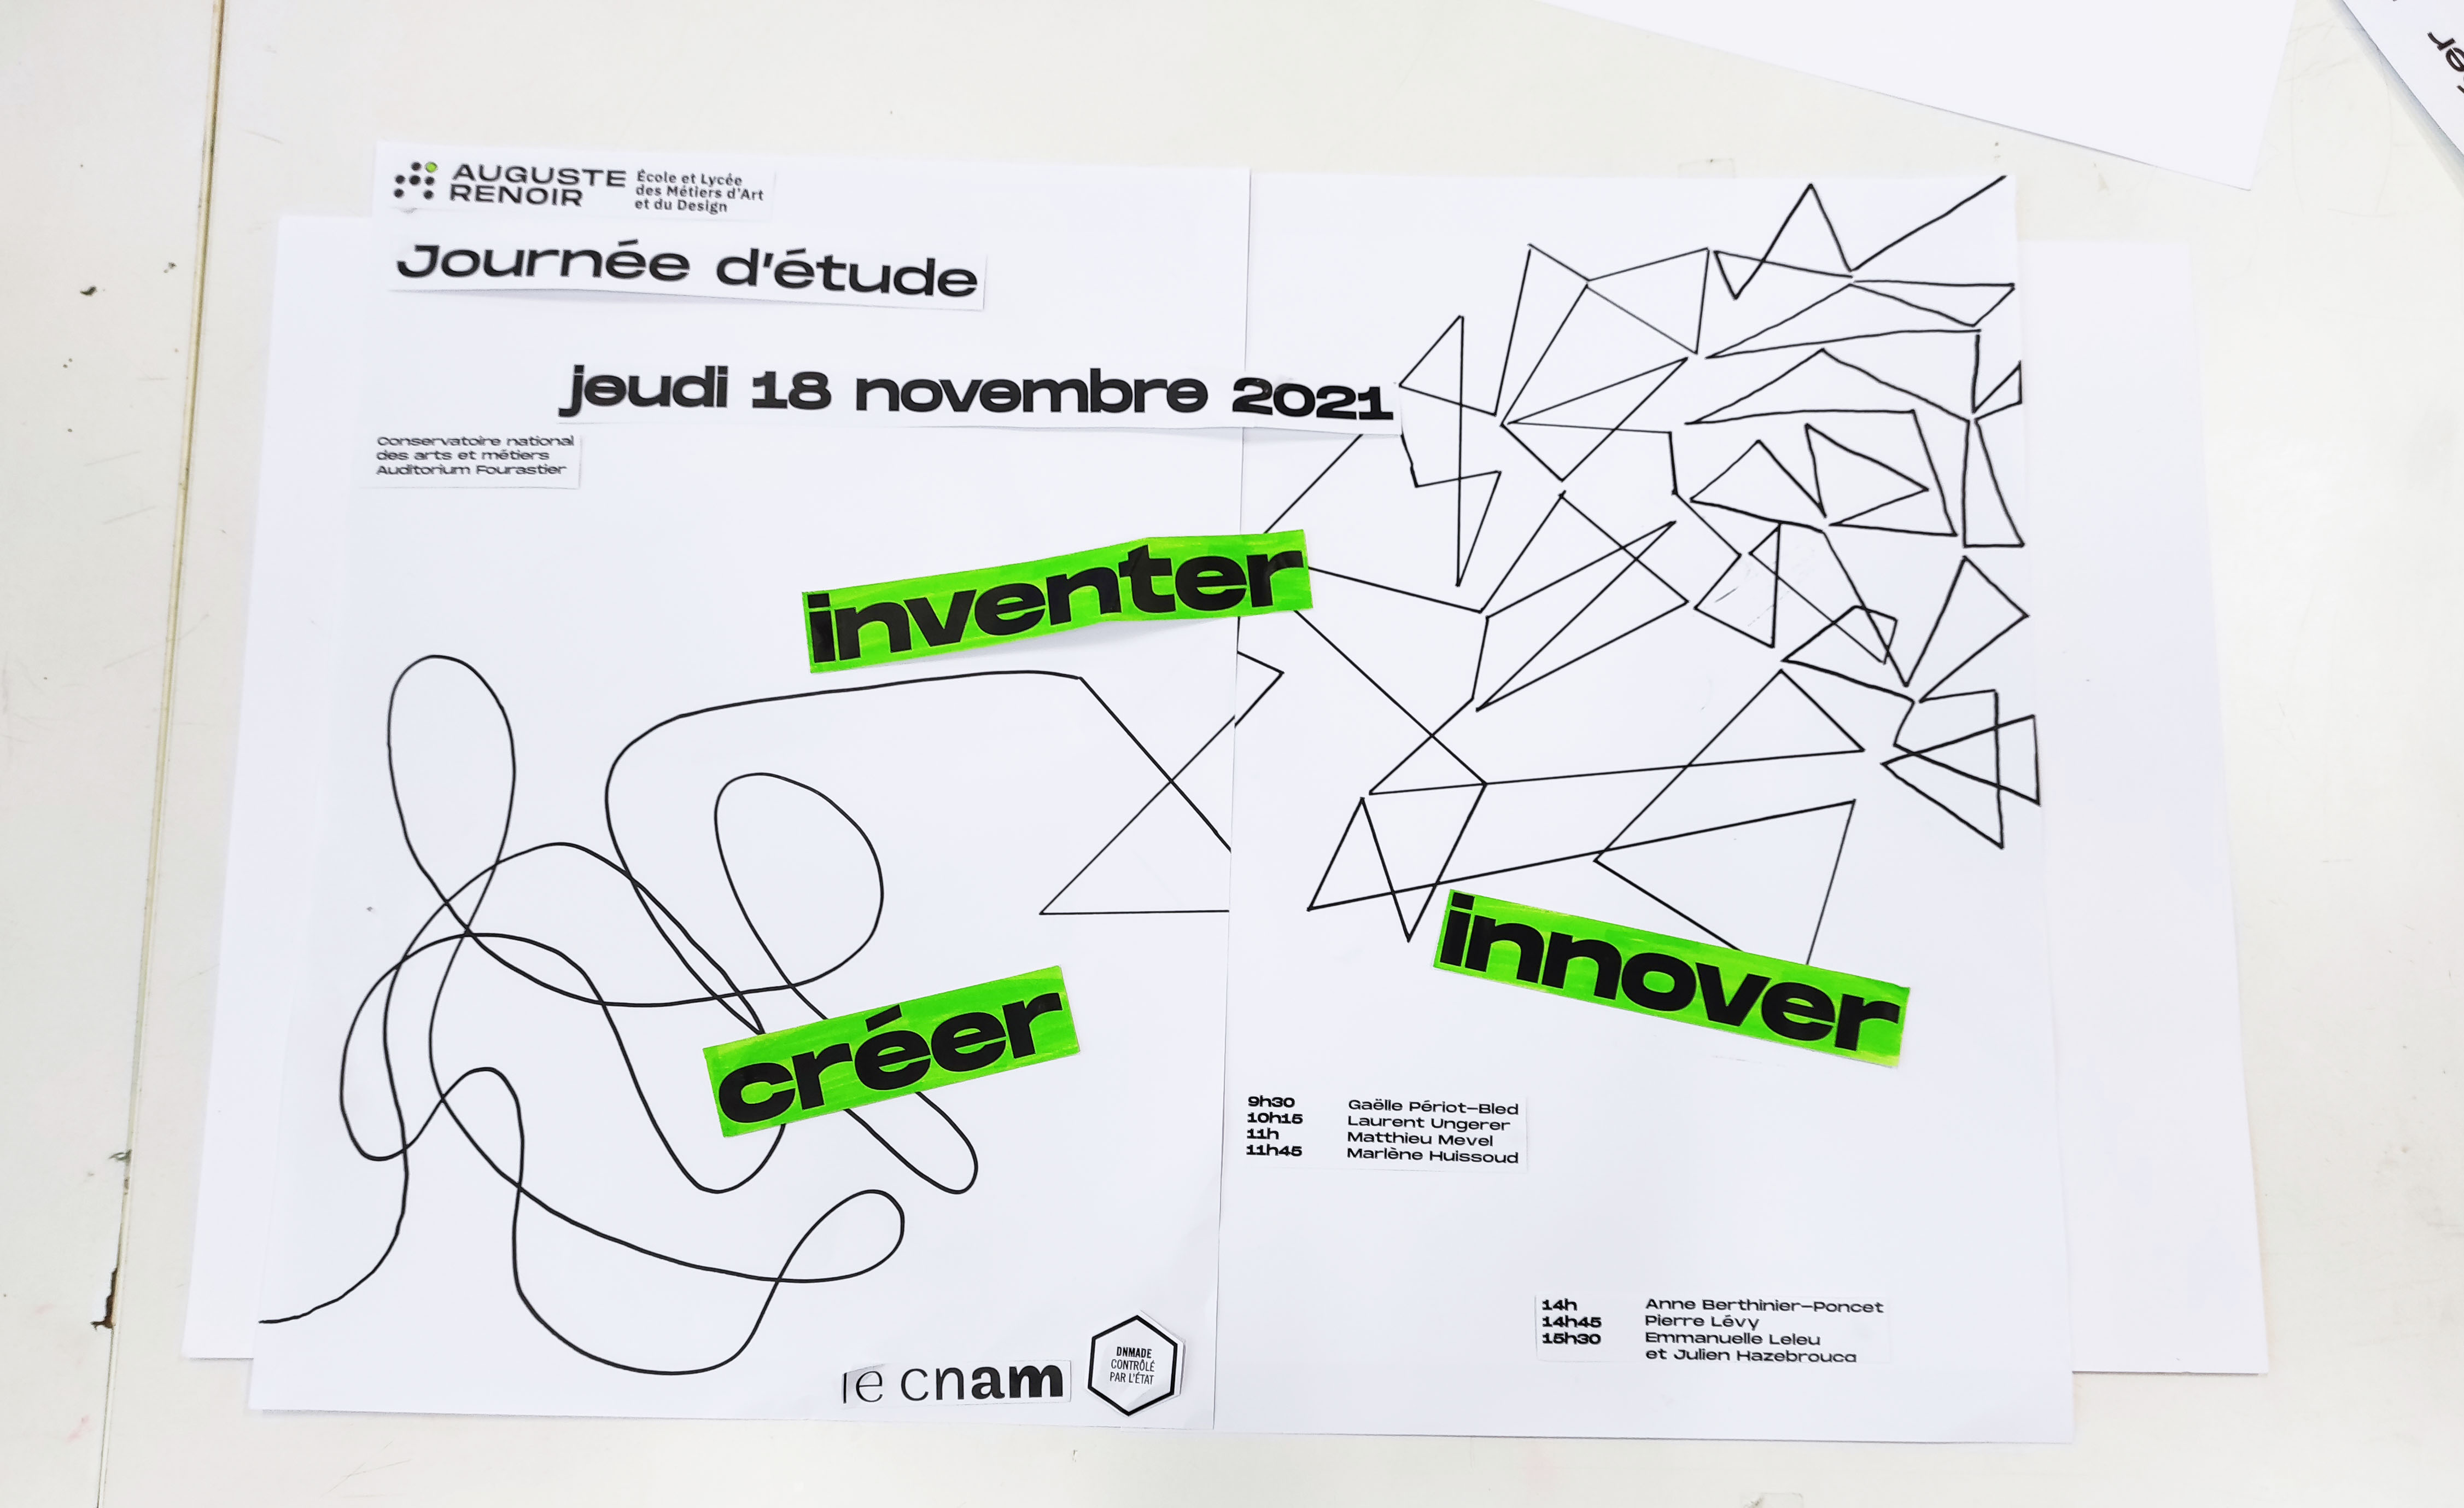 AUGUSTE
RENOIR
École et Lycée
des Métiers d'Art
et du Design
Journée d'étude
jeudi 18 novembre 2021
Conservatoire national
des arts et métiers
Auditorium Fourastier
inventer
créer
innover
9h30 Gaëlle Périot-Bled
10h15 Laurent Ungerer
11h Matthieu Mevel
11h45 Marlène Huissoud
14h Anne Berthinier-Poncet
14h45 Pierre Lévy
15h30 Emmanuelle Leleu
et Julien Hazebrouca
le cnam
DNMADE
CONTRÔLÉ
PAR L'ÉTAT